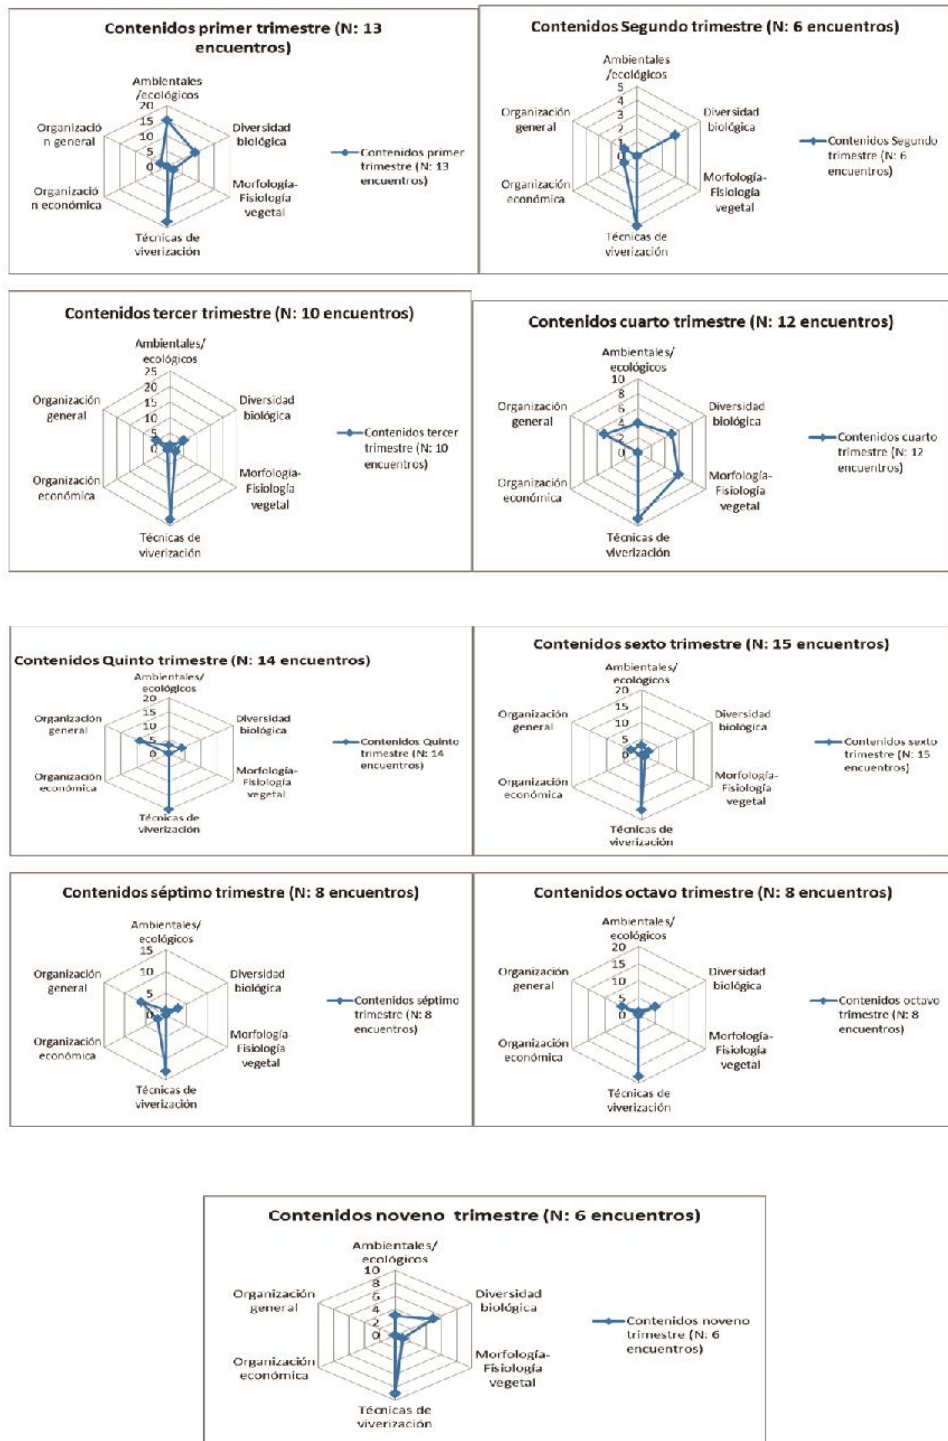 Contenidos primer trimestre (N: 13
encuentros)
Ambientales
/ecológicos
20
15
10
5
0
Diversidad
biológica
Morfología-
Fisiología
vegetal
Técnicas de
viverización
Organizació
n económica
Organizació
n general
Contenidos primer
trimestre (N: 13
encuentros)
Contenidos Segundo trimestre (N: 6 encuentros)
Ambientales
/ecológicos
5
4
3
2
1
0
Diversidad
biológica
Morfología-
Fisiología
vegetal
Técnicas de
viverización
Organización
económica
Organización
general
Contenidos Segundo
trimestre (N: 6
encuentros)
Contenidos tercer trimestre (N: 10 encuentros)
Ambientales/
ecológicos
25
20
15
10
5
0
Diversidad
biológica
Morfología-
Fisiología
vegetal
Técnicas de
viverización
Organización
económica
Organización
general
Contenidos tercer
trimestre (N: 10
encuentros)
Contenidos cuarto trimestre (N: 12 encuentros)
Ambientales/
ecológicos
10
8
6
4
2
0
Diversidad
biológica
Morfología-
Fisiología
vegetal
Técnicas de
viverización
Organización
económica
Organización
general
Contenidos cuarto
trimestre (N: 12
encuentros)
Contenidos Quinto trimestre (N: 14 encuentros)
Ambientales/
ecológicos
20
15
10
5
0
Diversidad
biológica
Morfología-
Fisiología
vegetal
Técnicas de
viverización
Organización
económica
Organización
general
Contenidos Quinto
trimestre (N: 14
encuentros)
Contenidos sexto trimestre (N: 15 encuentros)
Ambientales/
ecológicos
20
15
10
5
0
Diversidad
biológica
Morfología-
Fisiología
vegetal
Técnicas de
viverización
Organización
económica
Organización
general
Contenidos sexto
trimestre (N: 15
encuentros)
Contenidos séptimo trimestre (N: 8 encuentros)
Ambientales/
ecológicos
15
10
5
0
Diversidad
biológica
Morfología-
Fisiología
vegetal
Técnicas de
viverización
Organización
económica
Organización
general
Contenidos séptimo
trimestre (N: 8
encuentros)
Contenidos octavo trimestre (N: 8 encuentros)
Ambientales/
ecológicos
20
15
10
5
0
Diversidad
biológica
Morfología-
Fisiología
vegetal
Técnicas de
viverización
Organización
económica
Organización
general
Contenidos octavo
trimestre (N: 8
encuentros)
Contenidos noveno trimestre (N: 6 encuentros)
Ambientales/
ecológicos
10
8
6
4
2
0
Diversidad
biológica
Morfología-
Fisiología
vegetal
Técnicas de
viverización
Organización
económica
Organización
general
Contenidos noveno
trimestre (N: 6
encuentros)